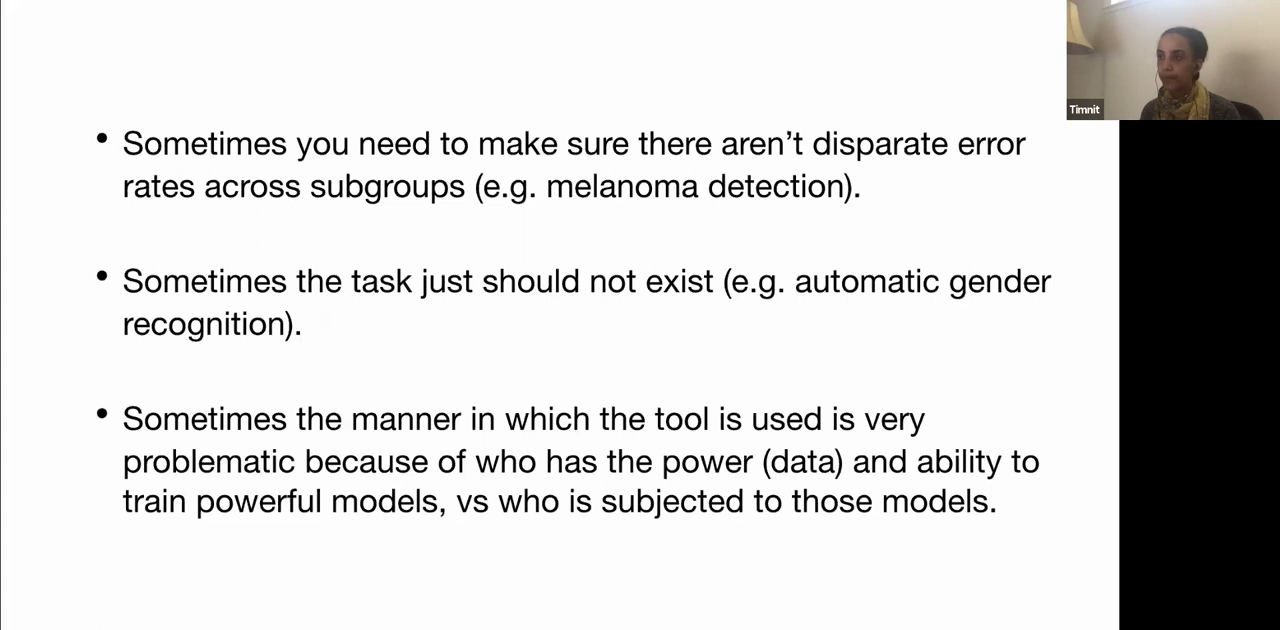 Timnit
• Sometimes you need to make sure there aren’t disparate error
rates across subgroups (e.g. melanoma detection).
• Sometimes the task just should not exist (e.g. automatic gender
recognition).
• Sometimes the manner in which the tool is used is very
problematic because of who has the power (data) and ability to
train powerful models, vs who is subjected to those models.